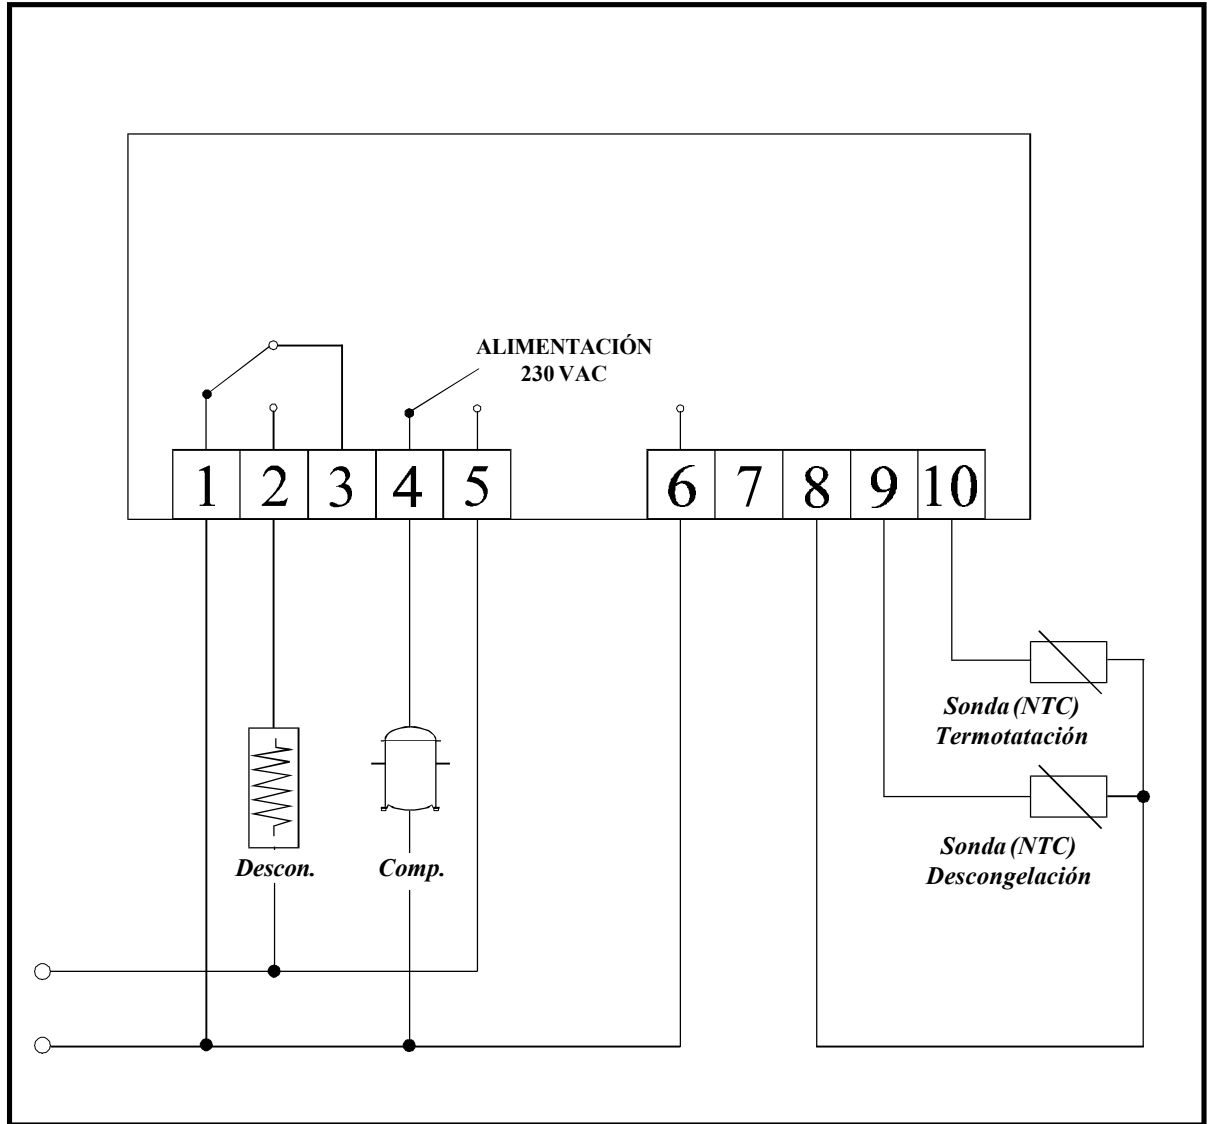 ALIMENTACIÓN
230 VAC
1 2 3 4 5 6 7 8 9 10
Sonda (NTC)
Termotatación
Sonda (NTC)
Descongelación
Descon. Comp.